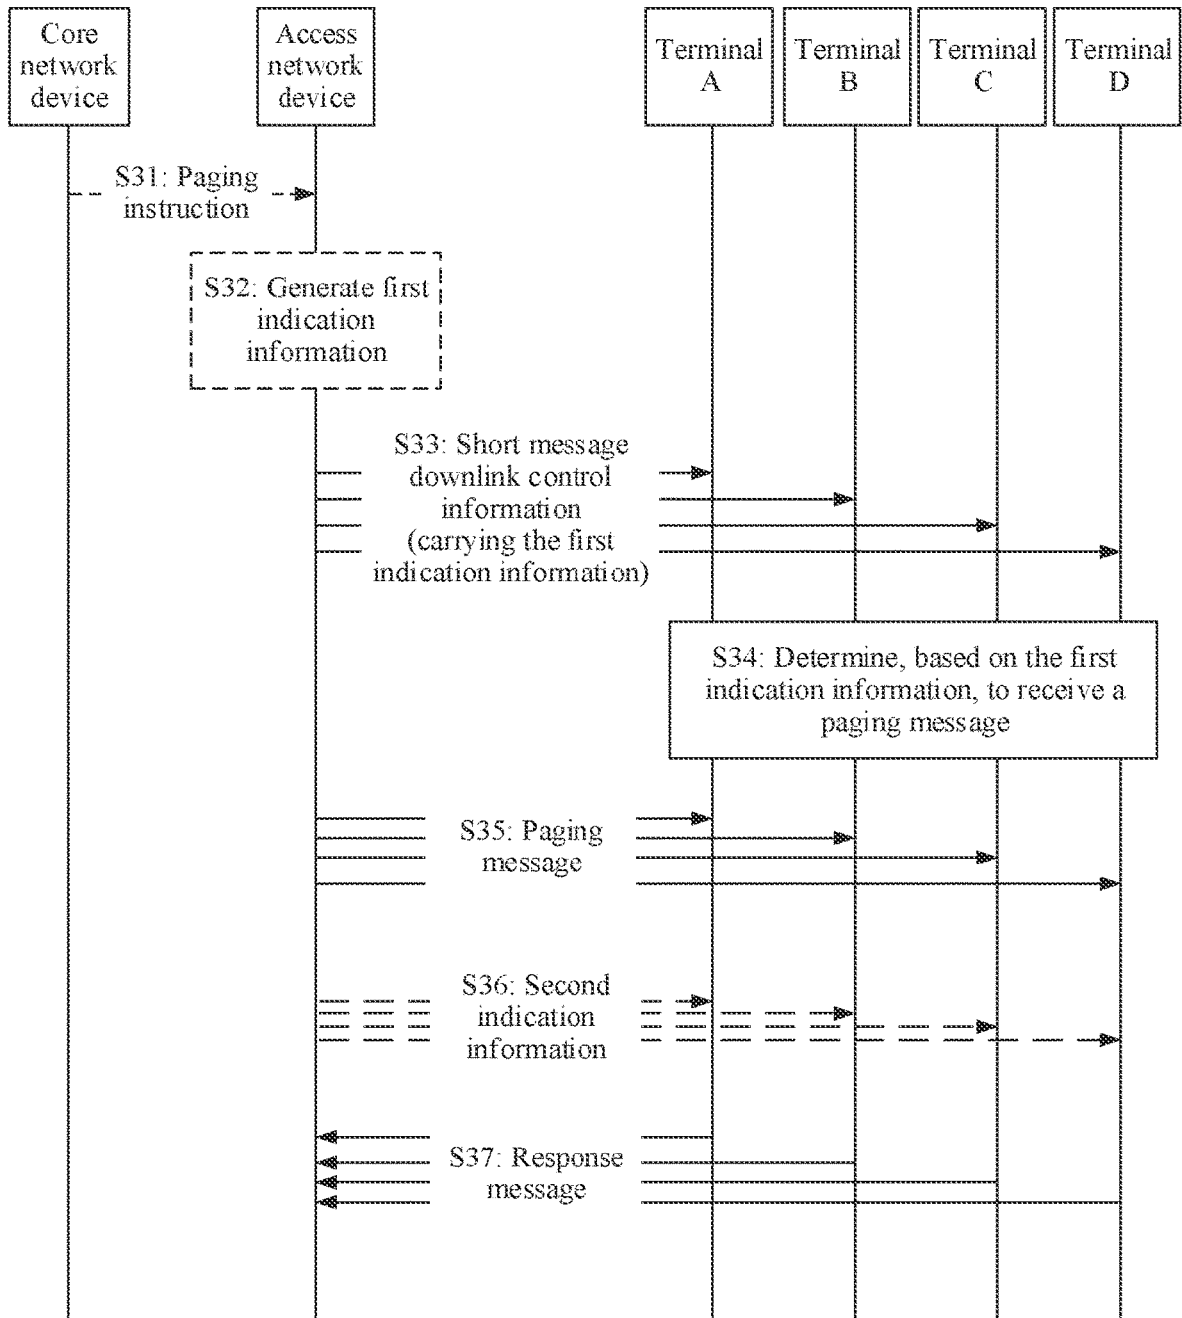 Core
network
device
Access
network
device
Terminal
A
Terminal
B
Terminal
C
Terminal
D
S31: Paging
instruction
S32: Generate first
indication
information
S33: Short message
downlink control
information
(carrying the first
indication information)
S34: Determine, based on the first
indication information, to receive a
paging message
S35: Paging
message
S36: Second
indication
information
S37: Response
message